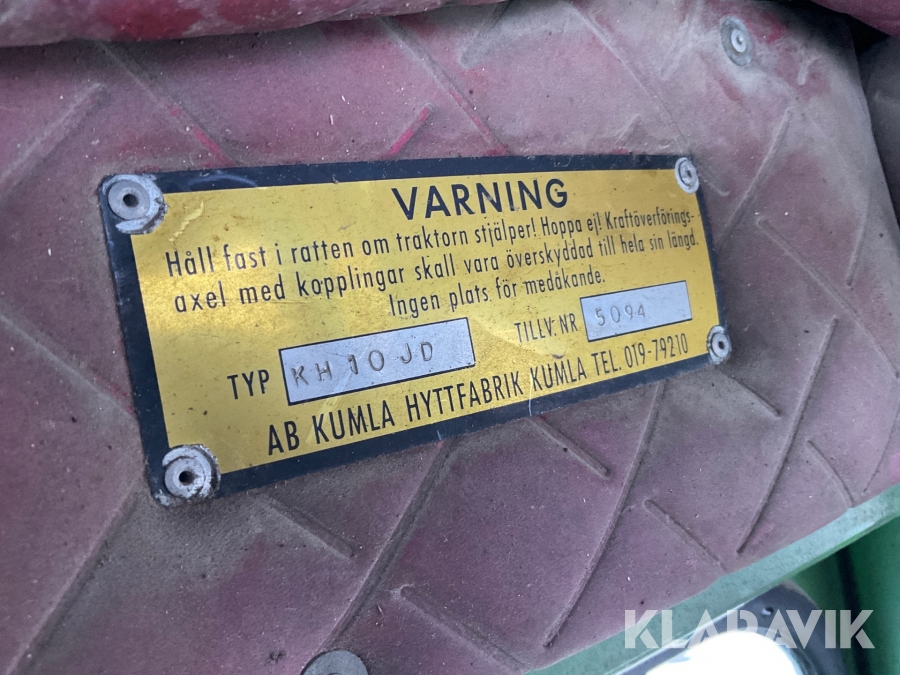 VARNING
Håll fast i ratten om traktorn stjälper! Hoppa ej! Kraftöverförings-
axel med kopplingar skall vara överskyddad till hela sin längd.
Ingen plats för medåkande.
TYP KH 10 JD TILLV. NR 5094
AB KUMLA HYTTFABRIK KUMLA TEL. 019-79210
KLARAVIK